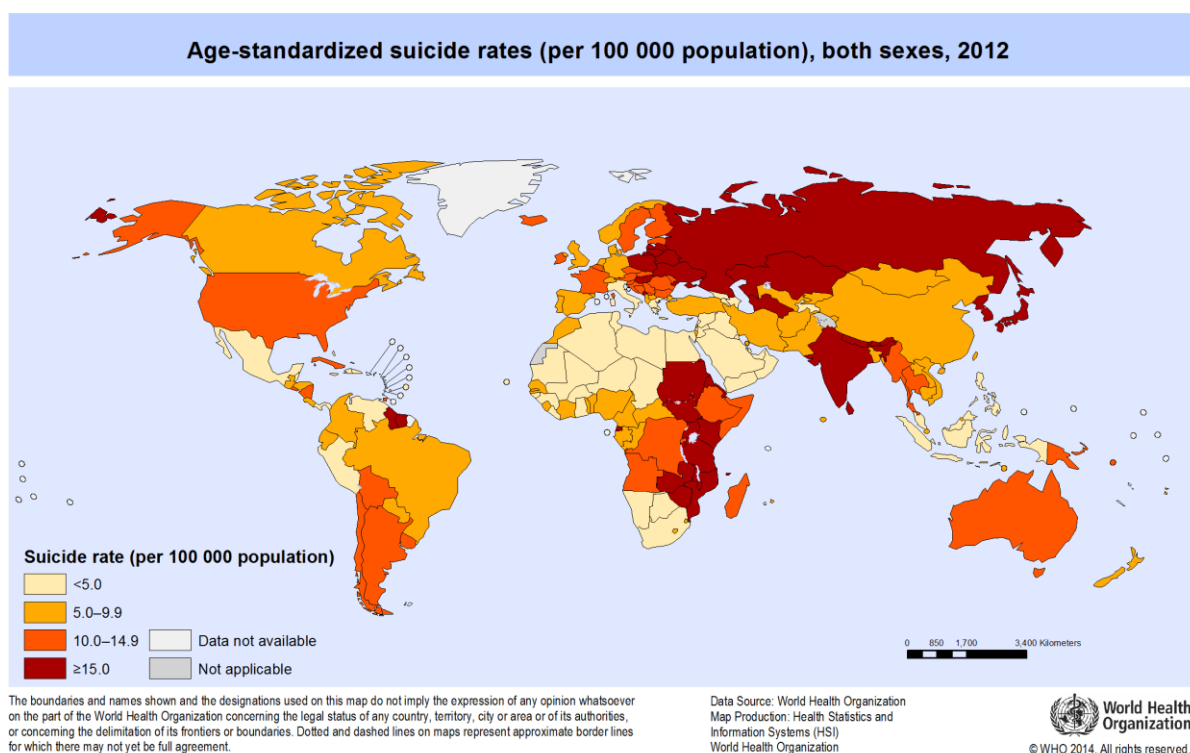 Age-standardized suicide rates (per 100 000 population), both sexes, 2012
Suicide rate (per 100 000 population)
<5.0
5.0–9.9
10.0–14.9
≥15.0
Data not available
Not applicable
0 850 1,700 3,400 Kilometers
The boundaries and names shown and the designations used on this map do not imply the expression of any opinion whatsoever
on the part of the World Health Organization concerning the legal status of any country, territory, city or area or of its authorities,
or concerning the delimitation of its frontiers or boundaries. Dotted and dashed lines on maps represent approximate border lines
for which there may not yet be full agreement.
Data Source: World Health Organization
Map Production: Health Statistics and
Information Systems (HSI)
World Health Organization
World Health
Organization
© WHO 2014. All rights reserved.